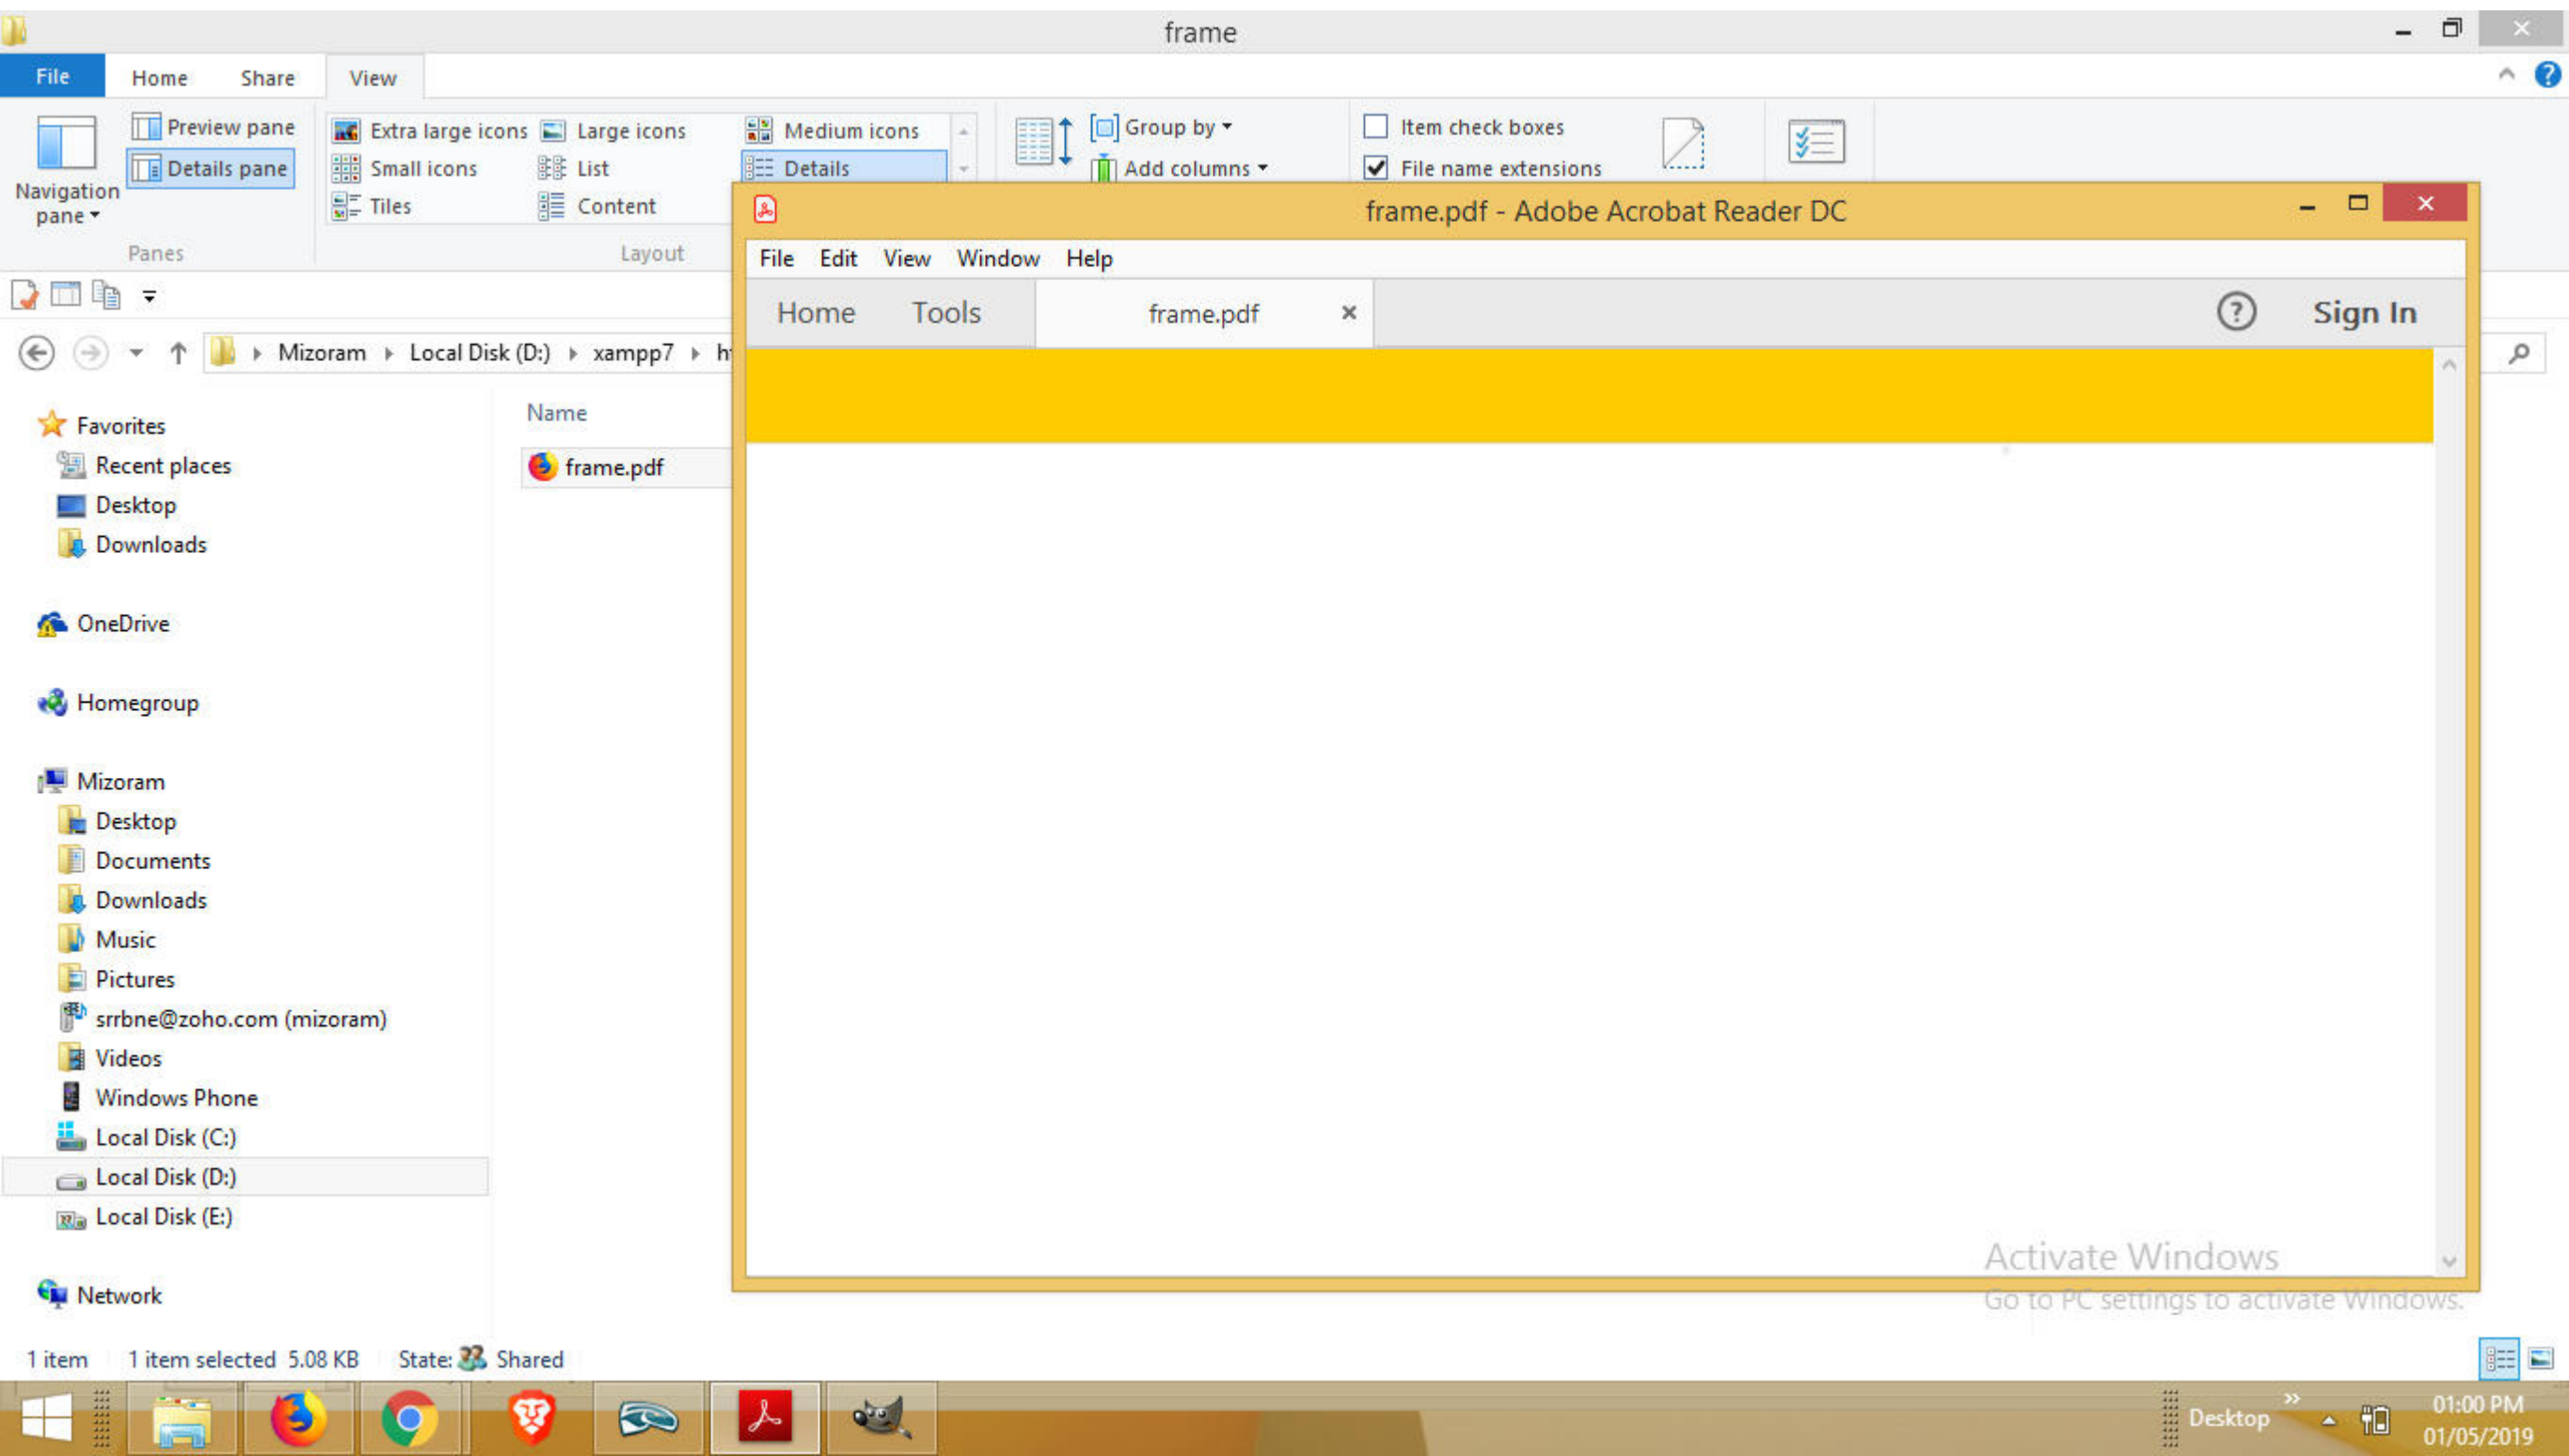 frame
File Home Share View
Preview pane Extra large icons Large icons Medium icons Group by Item check boxes
Details pane Small icons List Details Add columns File name extensions
Navigation pane Tiles Content
Panes Layout
frame.pdf - Adobe Acrobat Reader DC
File Edit View Window Help
Home Tools frame.pdf Sign In
Mizoram Local Disk (D:) xampp7
Name
frame.pdf
Favorites
Recent places
Desktop
Downloads
OneDrive
Homegroup
Mizoram
Desktop
Documents
Downloads
Music
Pictures
srrbne@zoho.com (mizoram)
Videos
Windows Phone
Local Disk (C:)
Local Disk (D:)
Local Disk (E:)
Network
Activate Windows
Go to PC settings to activate Windows.
1 item 1 item selected 5.08 KB State: Shared
Desktop 01:00 PM
01/05/2019